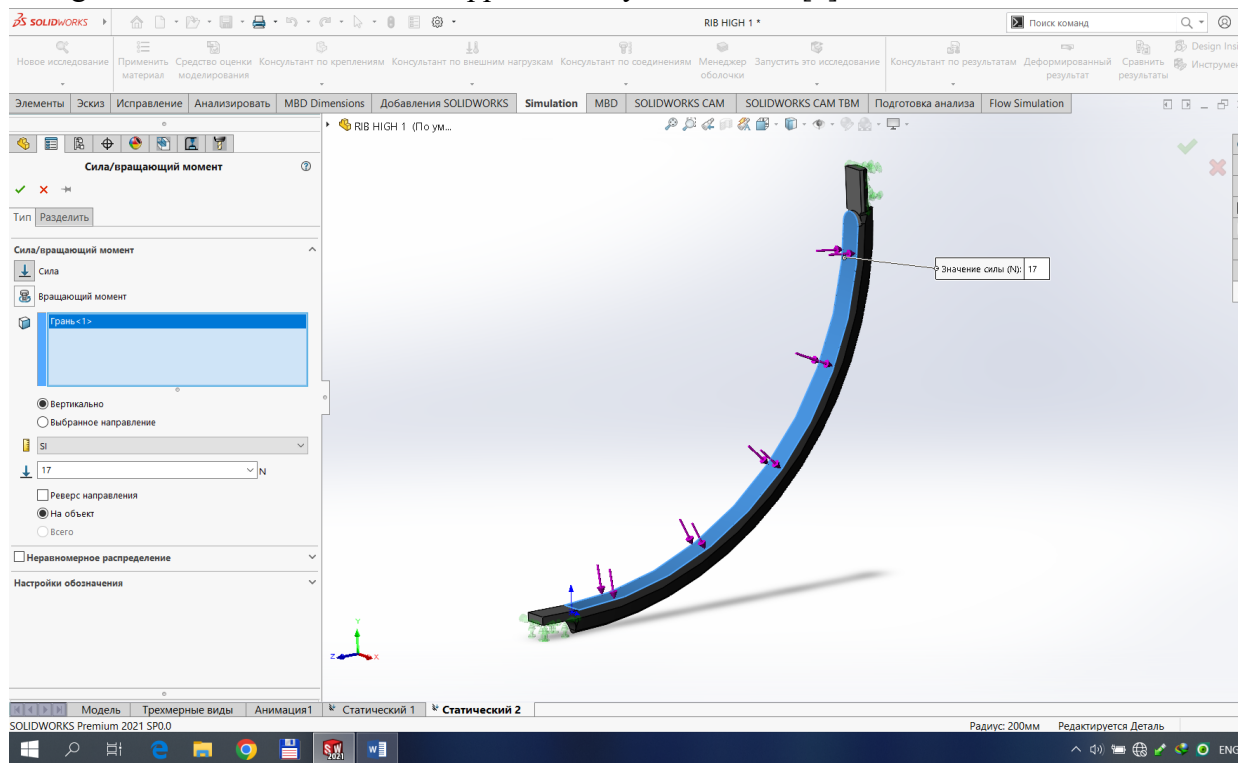 SOLIDWORKS
RIB HIGH 1 *
Поиск команд
Новое исследование
Применить материал
Средство оценки моделирования
Консультант по креплениям
Консультант по внешним нагрузкам
Консультант по соединениям
Менеджер оболочки
Запустить это исследование
Консультант по результатам
Деформированный результат
Сравнить результаты
Design Insi
Инструмен
Элементы Эскиз Исправление Анализировать MBD Dimensions Добавления SOLIDWORKS Simulation MBD SOLIDWORKS CAM SOLIDWORKS CAM TBM Подготовка анализа Flow Simulation
RIB HIGH 1 (По ум...
Сила/вращающий момент
Тип Разделить
Сила/вращающий момент
Сила
Вращающий момент
Грань<1>
Вертикально
Выбранное направление
SI
17 N
Реверс направления
На объект
Всего
Неравномерное распределение
Настройки обозначения
Значение силы (N): 17
Y
Z X
Модель Трехмерные виды Анимация1 Статический 1 Статический 2
SOLIDWORKS Premium 2021 SP0.0
Радиус: 200мм Редактируется Деталь
SW 2021
W
ENG